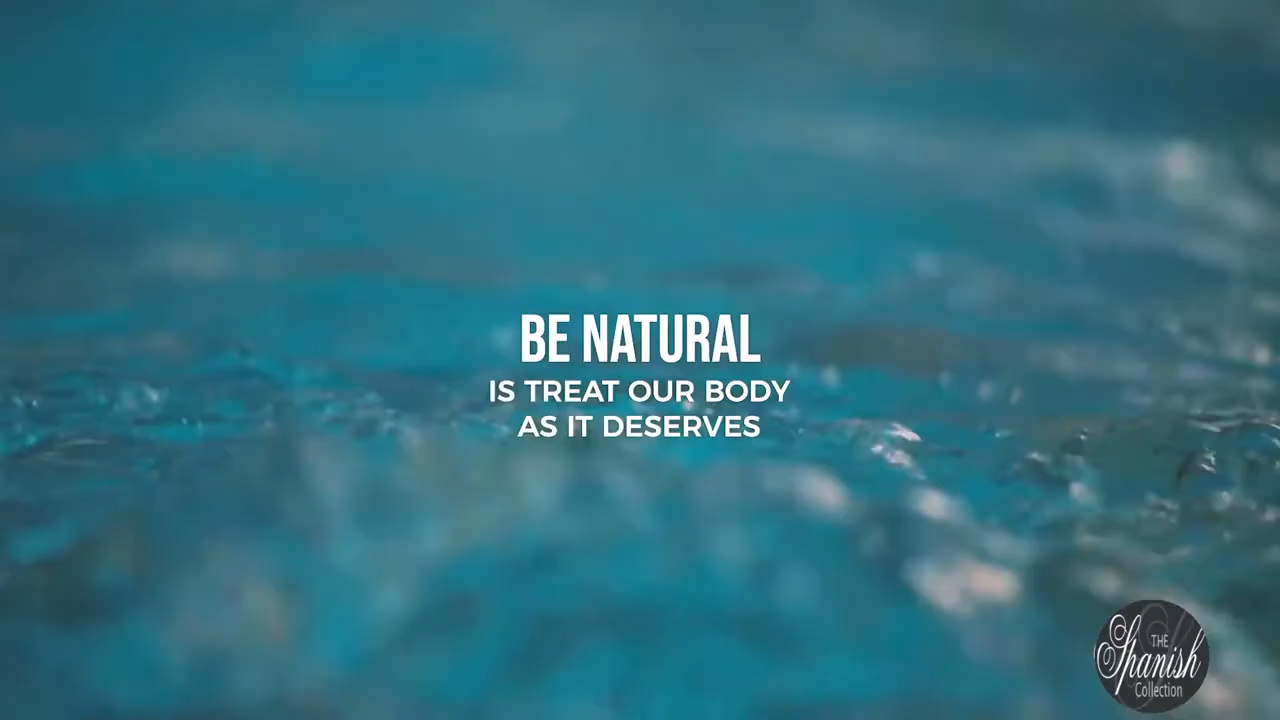 BE NATURAL
IS TREAT OUR BODY
AS IT DESERVES
THE
Spanish
Collection